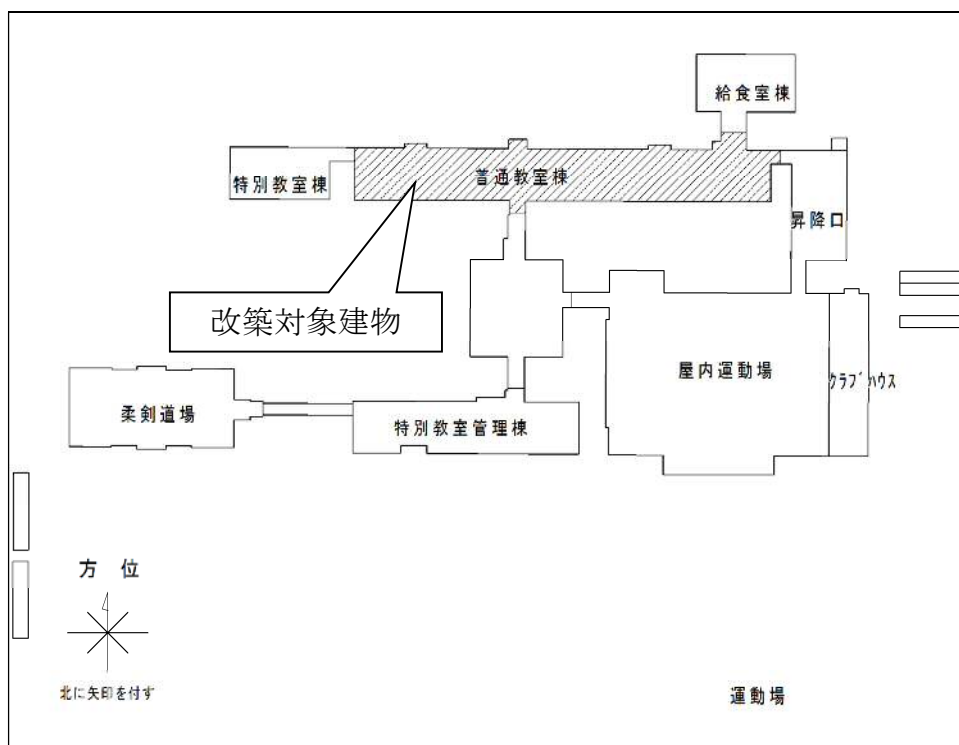 給食室棟
特別教室棟
普通教室棟
昇降口
改築対象建物
屋内運動場
クラブハウス
柔剣道場
特別教室管理棟
方 位
北に矢印を付す
運動場